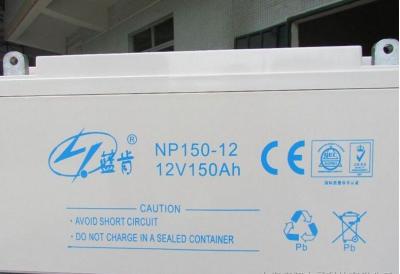 蓝肯®
NP150-12
12V150Ah
CE
CAUTION
• AVOID SHORT CIRCUIT
• DO NOT CHARGE IN A SEALED CONTAINER
Pb
Pb